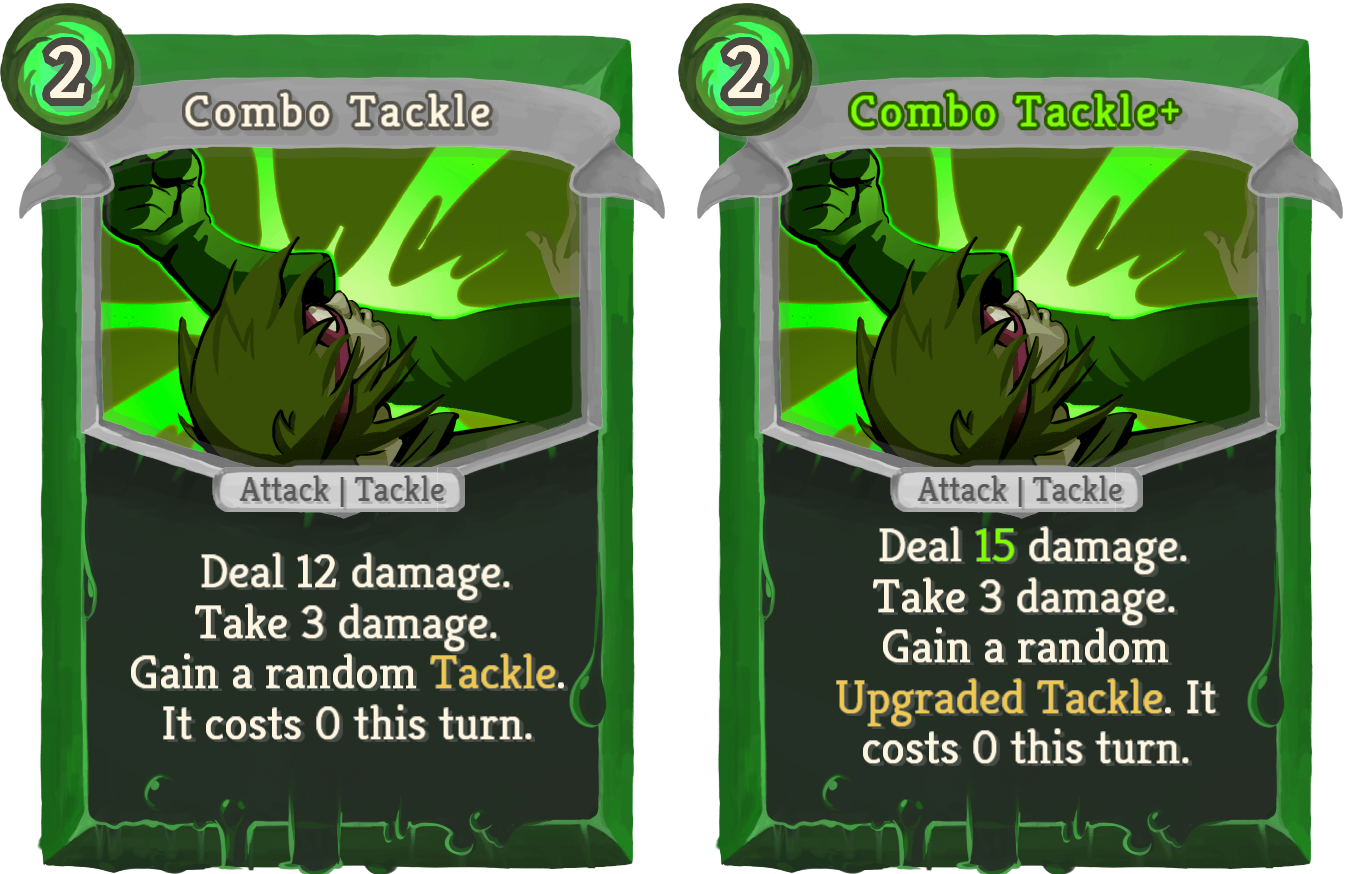 2
Combo Tackle
Attack | Tackle
Deal 12 damage.
Take 3 damage.
Gain a random Tackle.
It costs 0 this turn.
2
Combo Tackle+
Attack | Tackle
Deal 15 damage.
Take 3 damage.
Gain a random
Upgraded Tackle. It
costs 0 this turn.